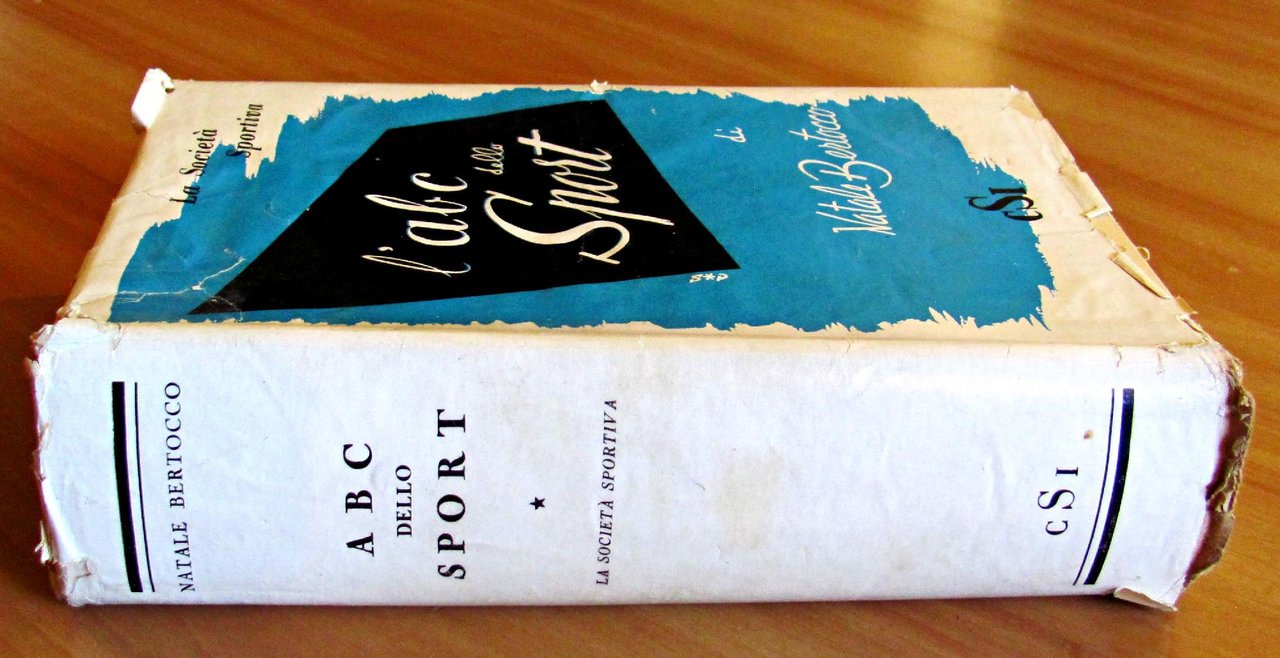 La Società
Sportiva
l'abc
dello
Sport
S*D
di
Natale Bertocco
CSI
NATALE BERTOCCO
ABC
DELLO
SPORT
★
LA SOCIETÀ SPORTIVA
CSI